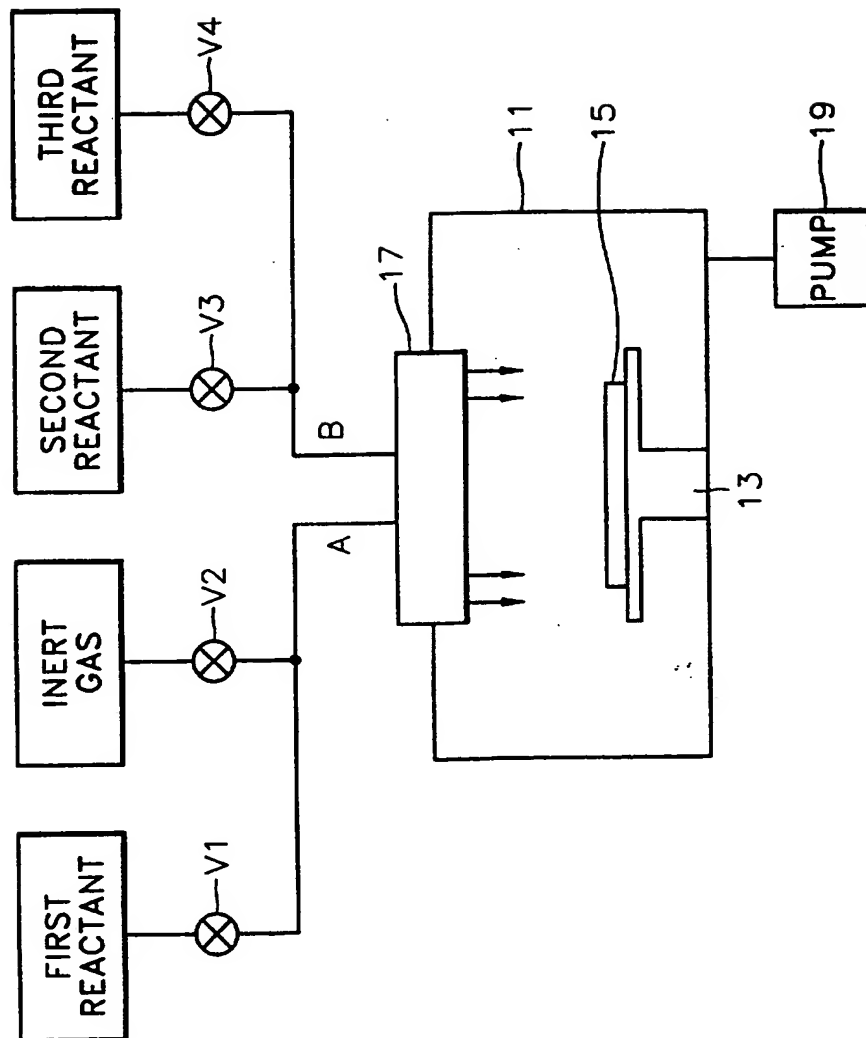 FIRST
REACTANT
INERT
GAS
SECOND
REACTANT
THIRD
REACTANT
V1
V2
V3
V4
A
B
17
11
15
13
PUMP
19